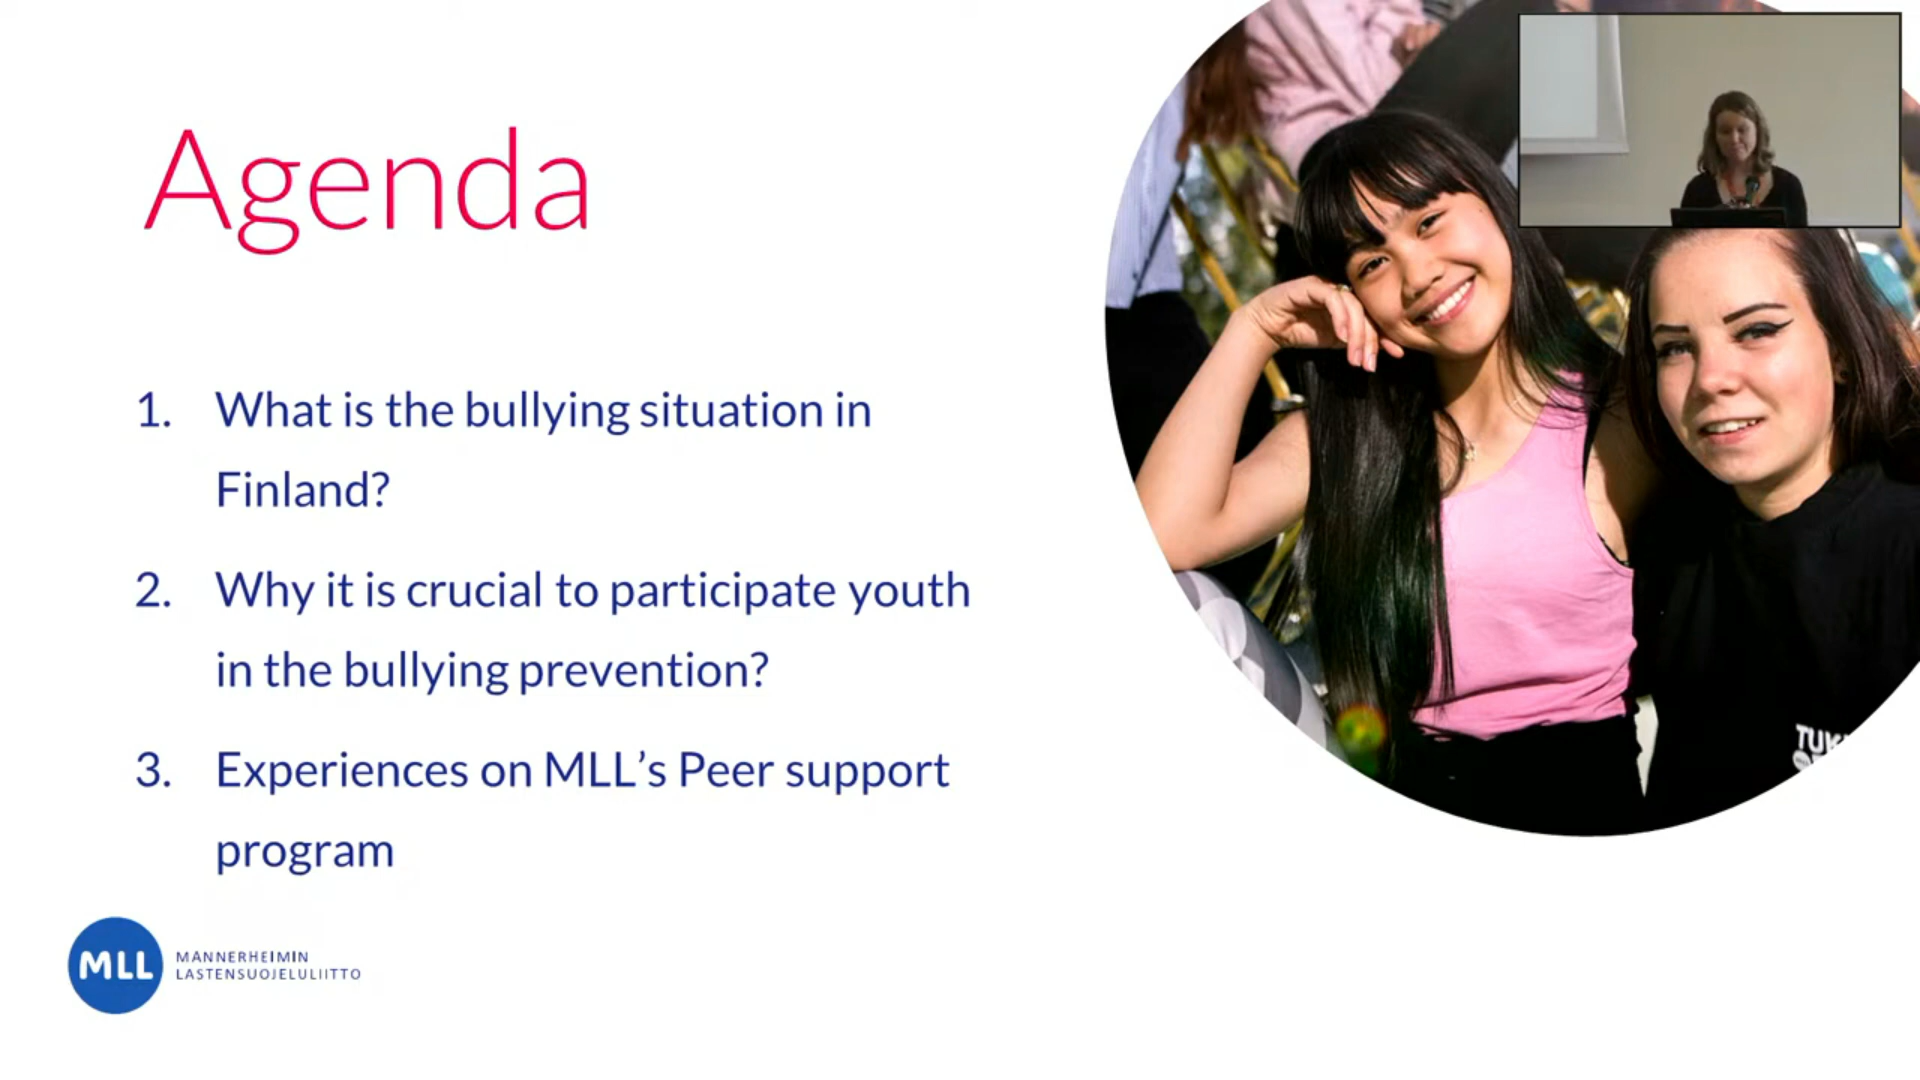 Agenda
1. What is the bullying situation in
Finland?
2. Why it is crucial to participate youth
in the bullying prevention?
3. Experiences on MLL’s Peer support
program
MLL
MANNERHEIMIN
LASTENSUOJELULIITTO